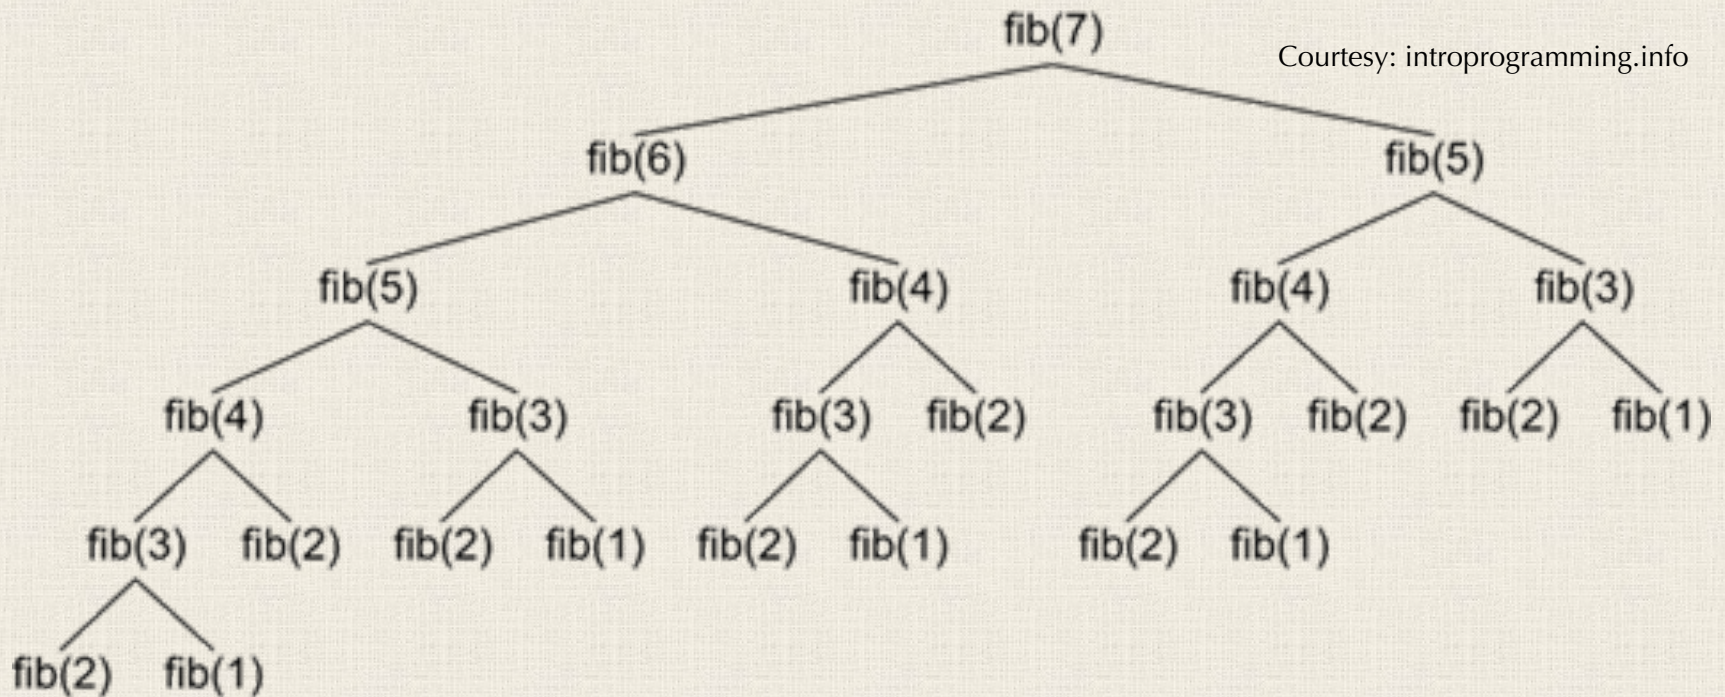 fib(7)
Courtesy: introprogramming.info
fib(6) fib(5)
fib(5) fib(4) fib(4) fib(3)
fib(4) fib(3) fib(3) fib(2) fib(3) fib(2) fib(2) fib(1)
fib(3) fib(2) fib(2) fib(1) fib(2) fib(1) fib(2) fib(1)
fib(2) fib(1)